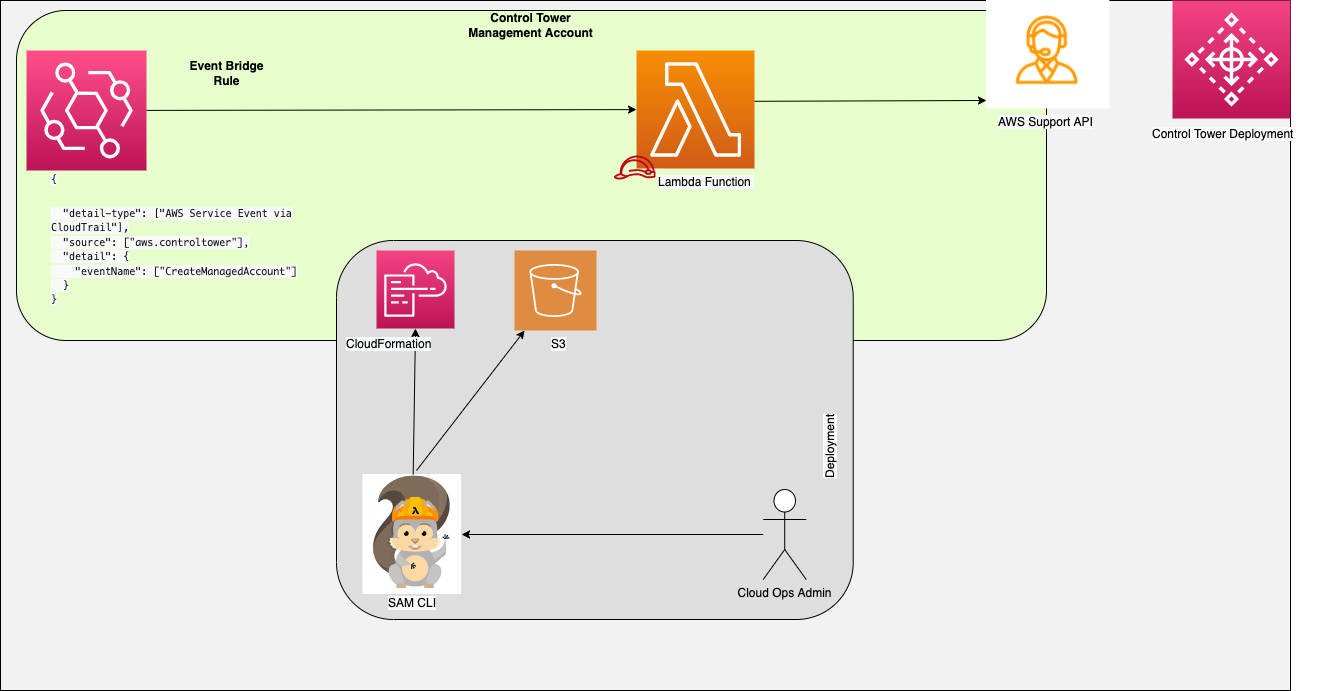 Control Tower
Management Account
Event Bridge
Rule
AWS Support API
Control Tower Deployment
Lambda Function
{
"detail-type": ["AWS Service Event via
CloudTrail"],
"source": ["aws.controltower"],
"detail": {
"eventName": ["CreateManagedAccount"]
}
}
CloudFormation
S3
Deployment
λ
SAM CLI
Cloud Ops Admin